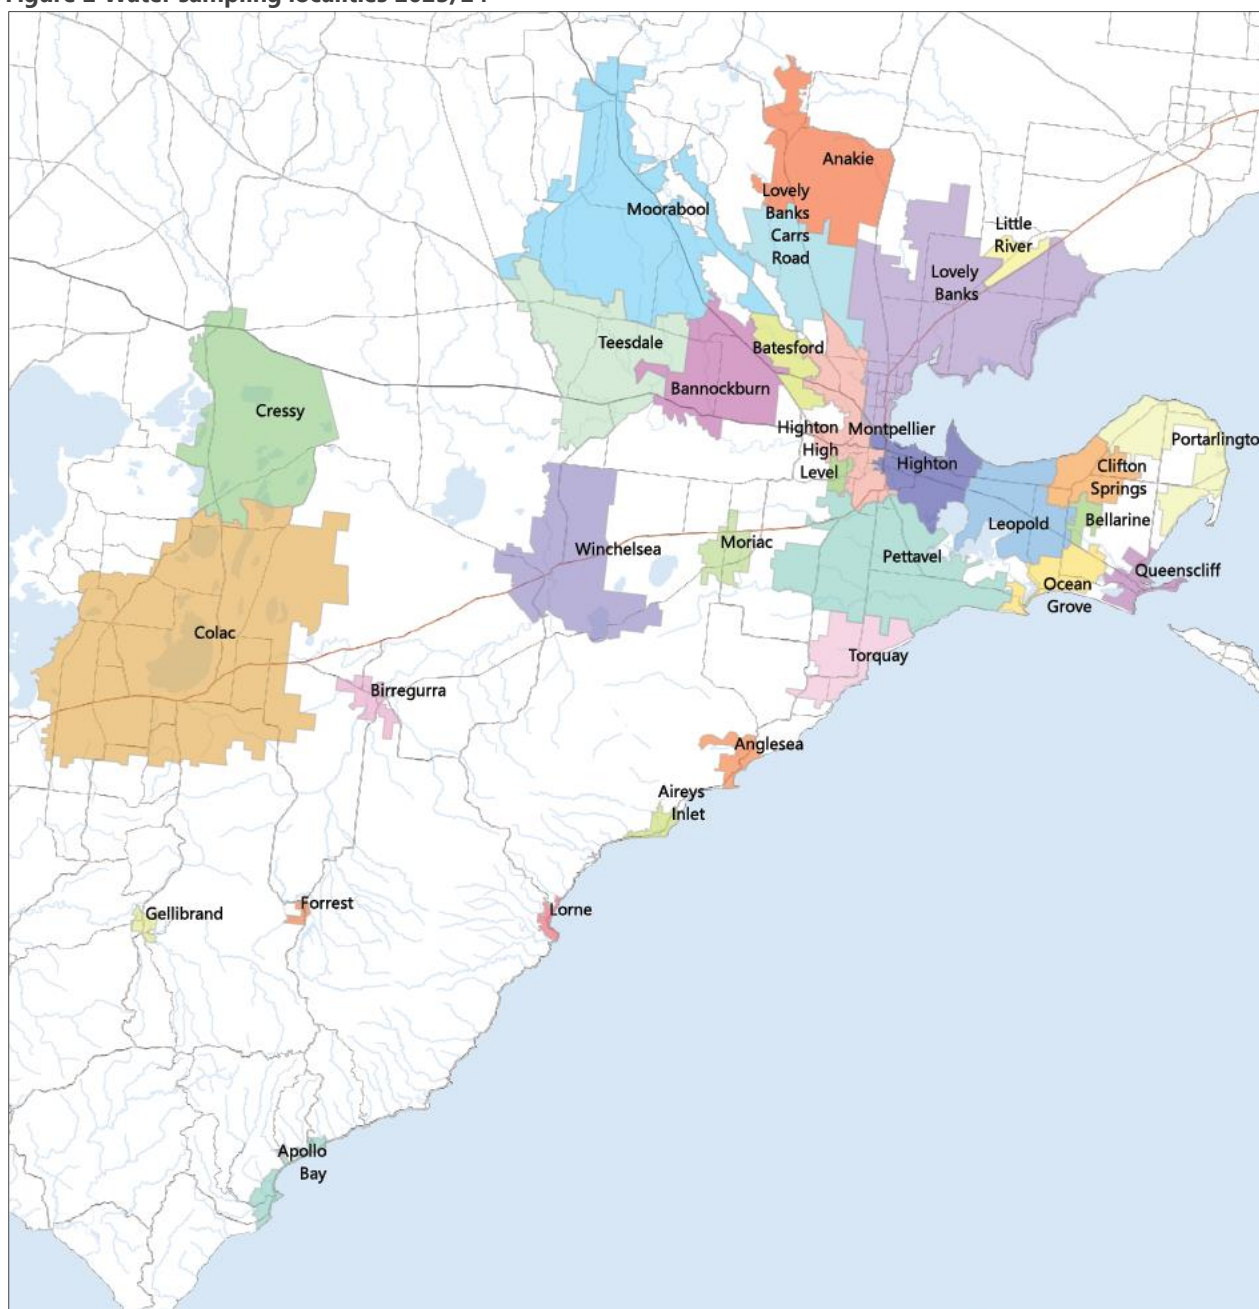 Figure 2 Water sampling localities 2023/24
Anakie
Moorabool
Lovely
Banks
Carrs
Road
Little
River
Lovely
Banks
Teesdale
Batesford
Bannockburn
Cressy
Highton
High
Level
Montpellier
Portarlingto
Highton
Clifton
Springs
Leopold
Bellarine
Winchelsea
Moriac
Pettavel
Queenscliff
Ocean
Grove
Colac
Torquay
Birregurra
Anglesea
Aireys
Inlet
Forrest
Lorne
Gellibrand
Apollo
Bay